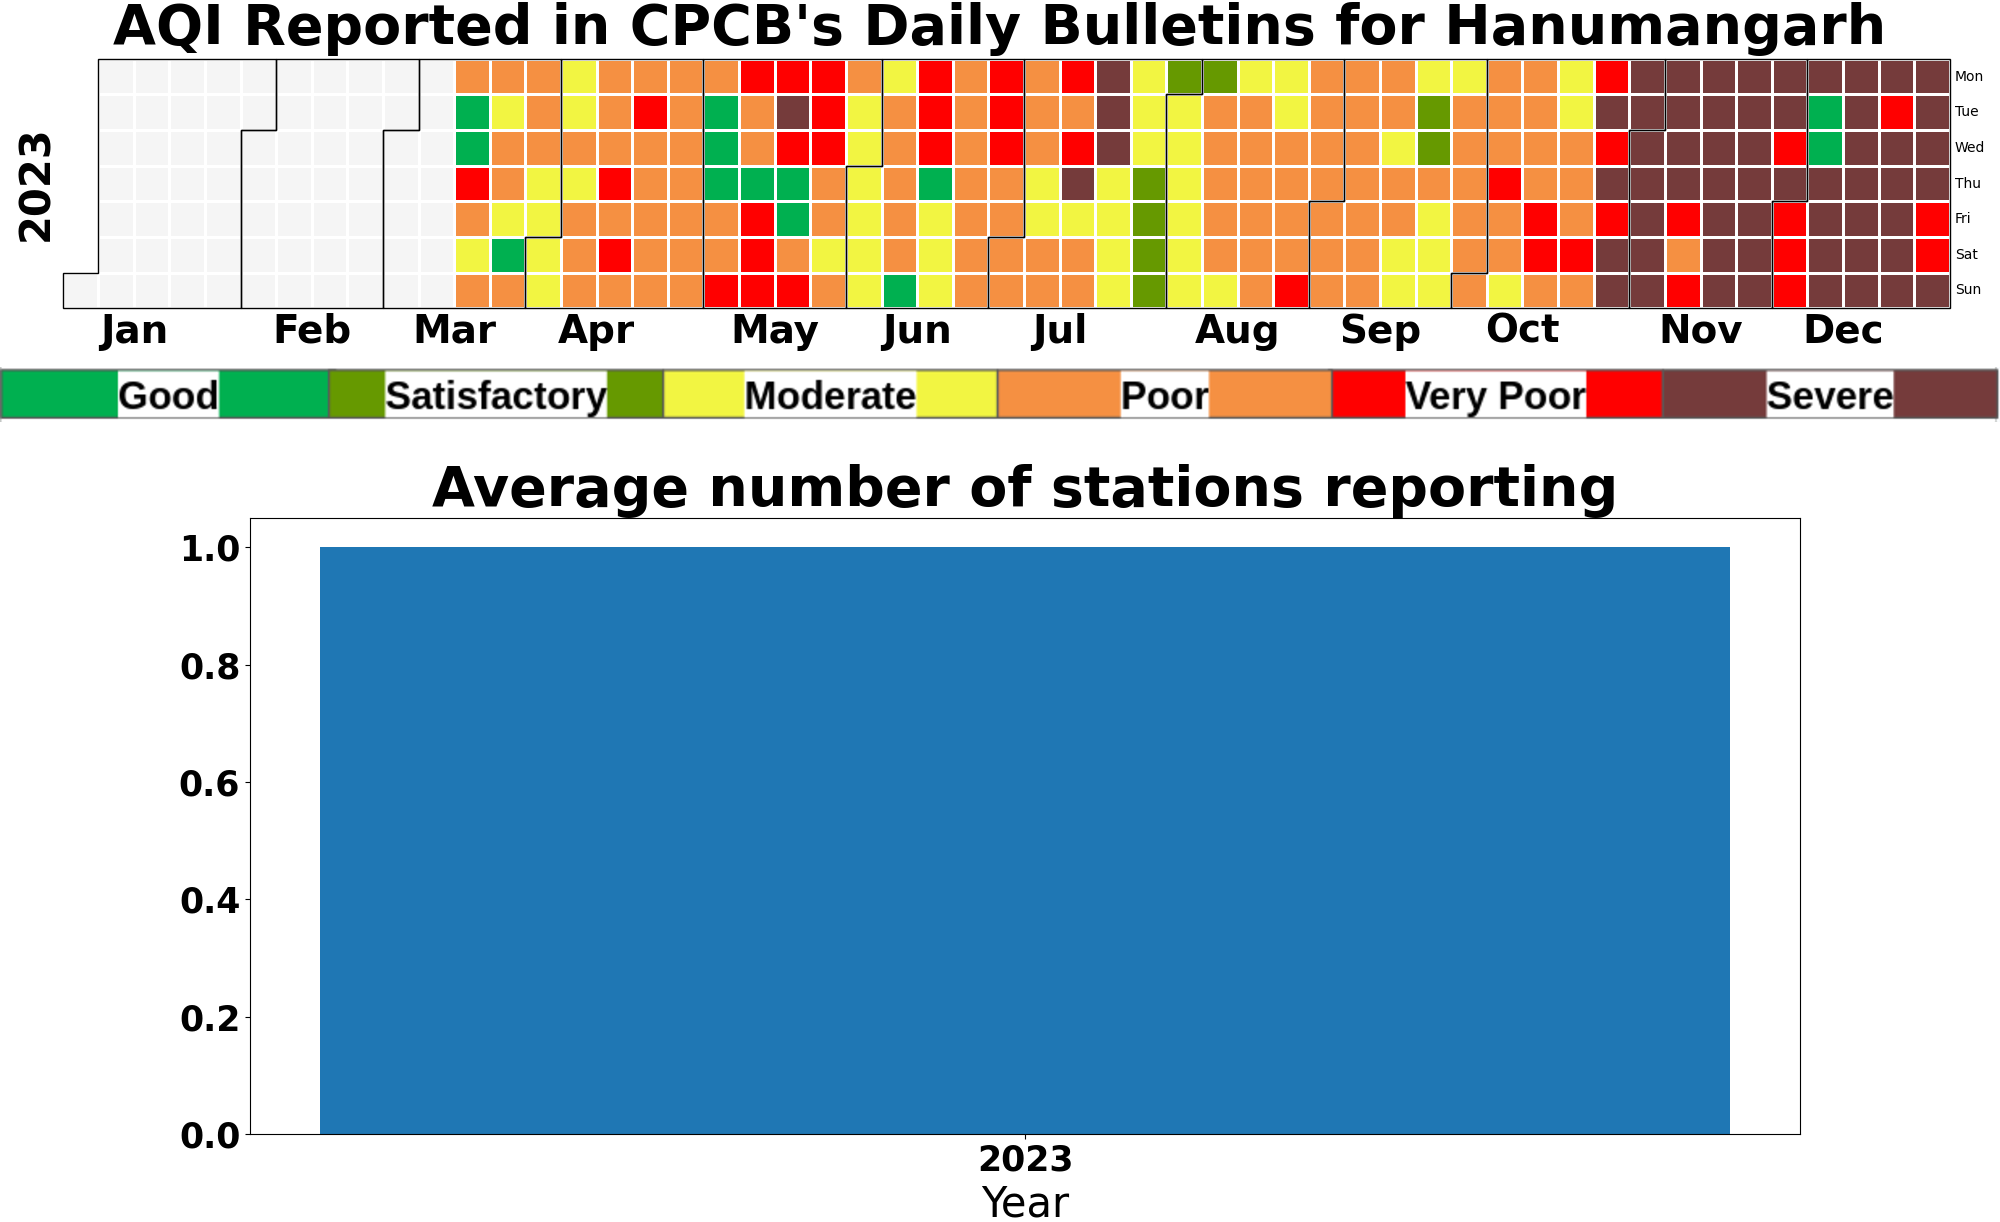 AQI Reported in CPCB's Daily Bulletins for Hanumangarh
2023
Mon
Tue
Wed
Thu
Fri
Sat
Sun
Jan Feb Mar Apr May Jun Jul Aug Sep Oct Nov Dec
Good Satisfactory Moderate Poor Very Poor Severe
Average number of stations reporting
1.0
0.8
0.6
0.4
0.2
0.0
2023
Year